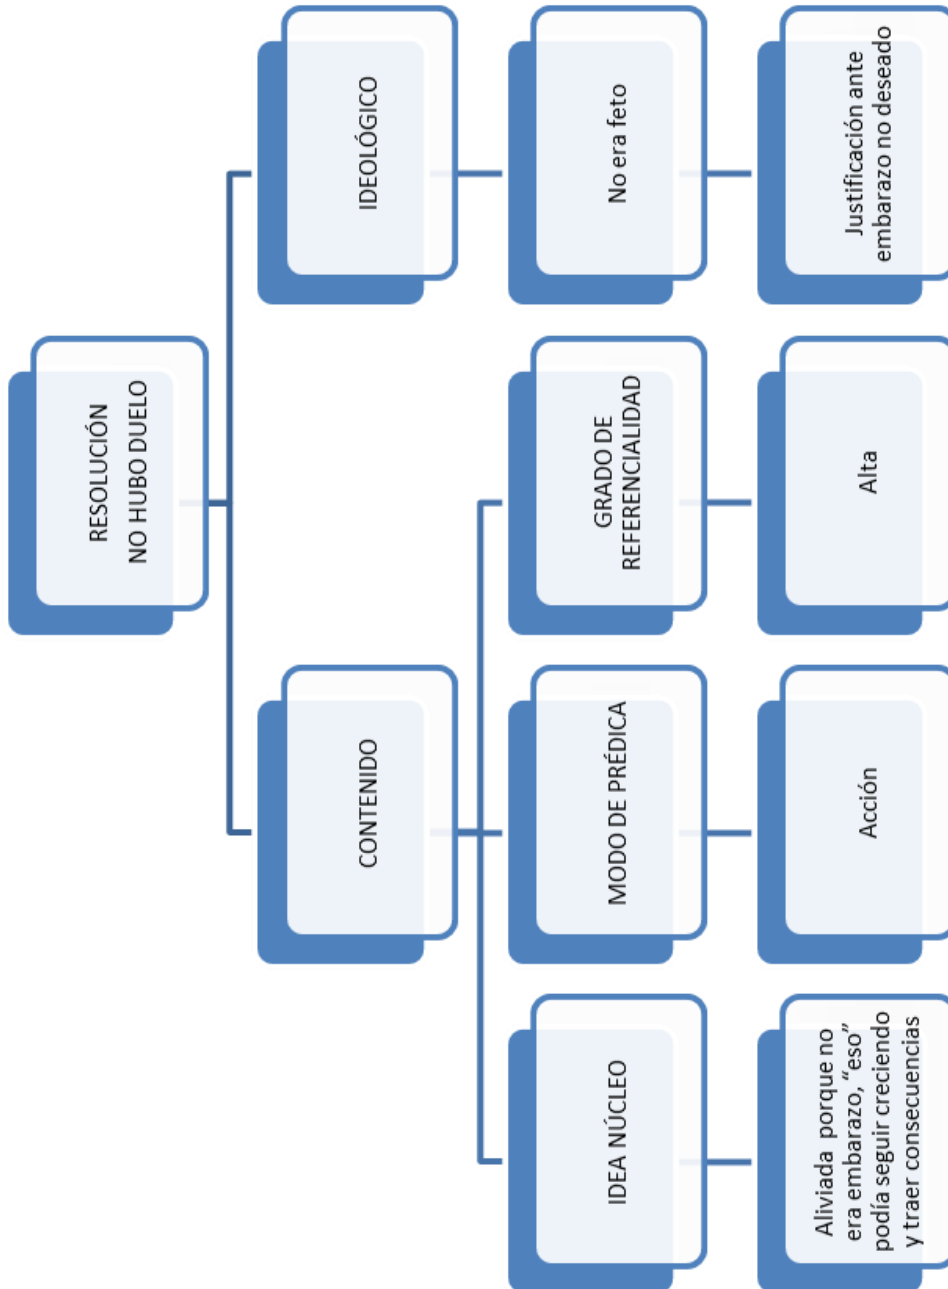 RESOLUCIÓN
NO HUBO DUELO
CONTENIDO
IDEOLÓGICO
IDEA NÚCLEO
MODO DE PRÉDICA
GRADO DE
REFERENCIALIDAD
No era feto
Aliviada porque no
era embarazo, “eso”
podía seguir creciendo
y traer consecuencias
Acción
Alta
Justificación ante
embarazo no deseado